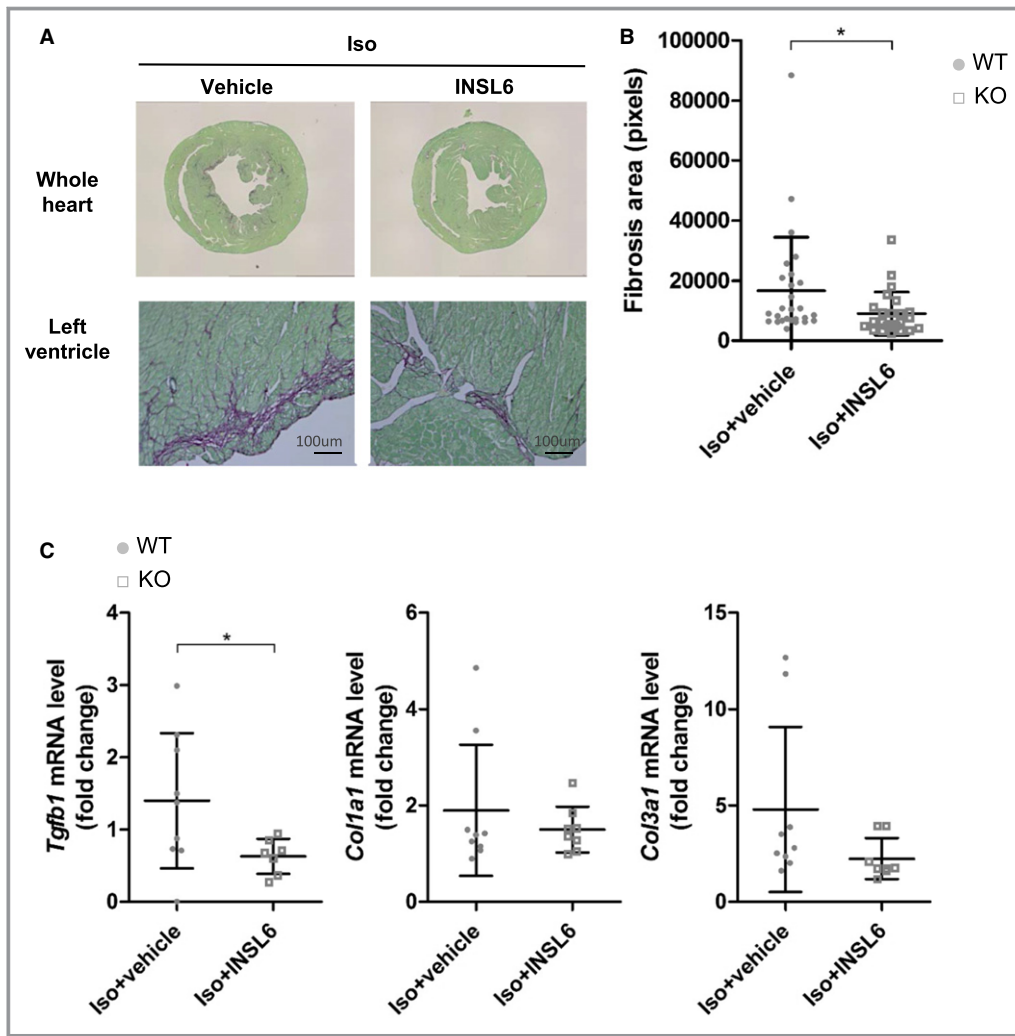 A
Iso
Vehicle
INSL6
Whole
heart
Left
ventricle
100um
100um
B
*
WT
KO
Fibrosis area (pixels)
100000
80000
60000
40000
20000
0
Iso+vehicle
Iso+INSL6
C
WT
KO
Tgfb1 mRNA level
(fold change)
4
3
2
1
0
*
Iso+vehicle
Iso+INSL6
Col1a1 mRNA level
(fold change)
6
4
2
0
Iso+vehicle
Iso+INSL6
Col3a1 mRNA level
(fold change)
15
10
5
0
Iso+vehicle
Iso+INSL6